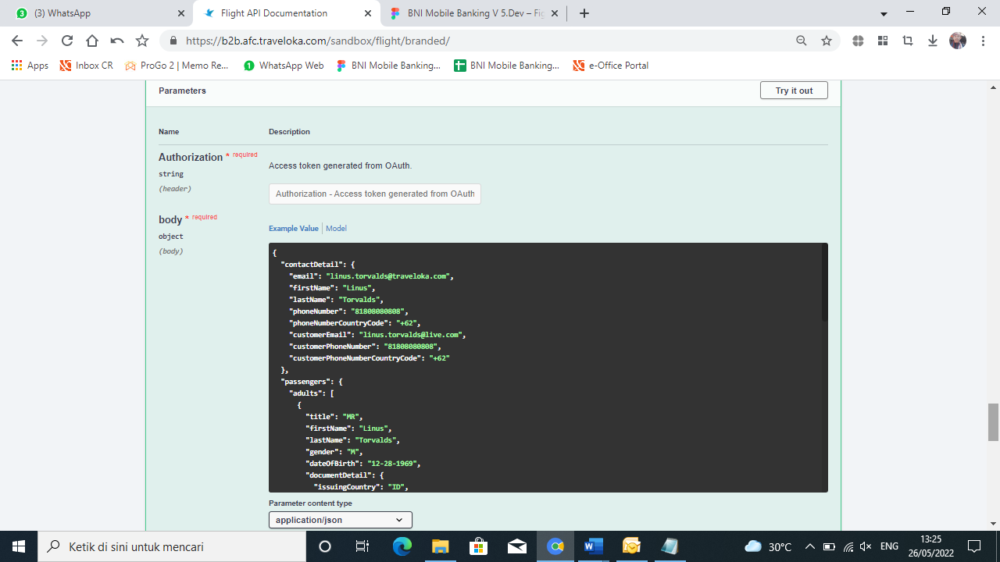 3
(3) WhatsApp
Flight API Documentation
BNI Mobile Banking V 5.Dev – Fig
https://b2b.afc.traveloka.com/sandbox/flight/branded/
Apps
Inbox CR
ProGo 2 | Memo Re...
1
WhatsApp Web
BNI Mobile Banking...
BNI Mobile Banking...
e-Office Portal
Parameters
Try it out
Name
Description
Authorization * required
string
(header)
Access token generated from OAuth.
Authorization - Access token generated from OAuth
body * required
object
(body)
Example Value
Model
{
"contactDetail": {
"email": "linus.torvalds@traveloka.com",
"firstName": "Linus",
"lastName": "Torvalds",
"phoneNumber": "81808080808",
"phoneNumberCountryCode": "+62",
"customerEmail": "linus.torvalds@live.com",
"customerPhoneNumber": "81808080808",
"customerPhoneNumberCountryCode": "+62"
},
"passengers": {
"adults": [
{
"title": "MR",
"firstName": "Linus",
"lastName": "Torvalds",
"gender": "M",
"dateOfBirth": "12-28-1969",
"documentDetail": {
"issuingCountry": "ID",
Parameter content type
application/json
Ketik di sini untuk mencari
30°C
ENG
13:25
26/05/2022